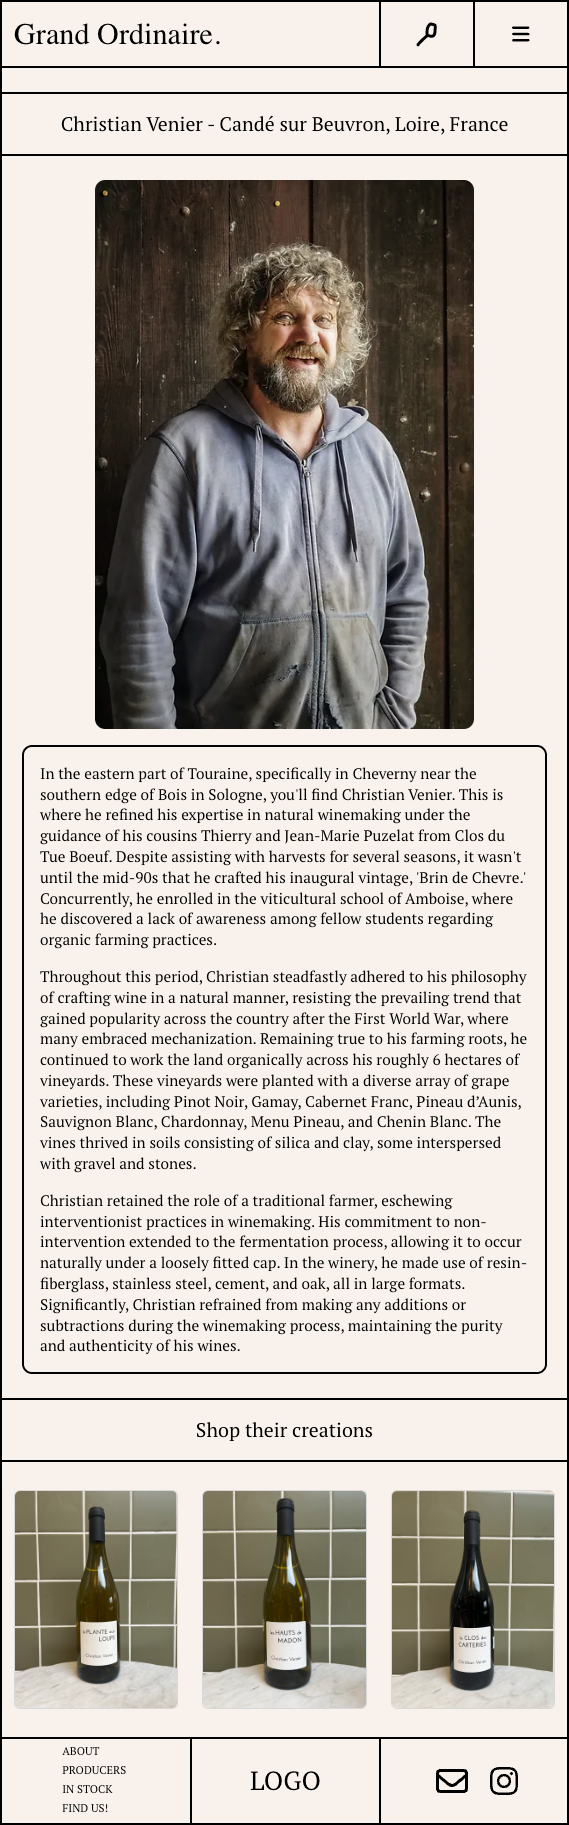 Grand Ordinaire.
Christian Venier - Candé sur Beuvron, Loire, France
In the eastern part of Touraine, specifically in Cheverny near the
southern edge of Bois in Sologne, you'll find Christian Venier. This is
where he refined his expertise in natural winemaking under the
guidance of his cousins Thierry and Jean-Marie Puzelat from Clos du
Tue Boeuf. Despite assisting with harvests for several seasons, it wasn't
until the mid-90s that he crafted his inaugural vintage, 'Brin de Chevre.'
Concurrently, he enrolled in the viticultural school of Amboise, where
he discovered a lack of awareness among fellow students regarding
organic farming practices.
Throughout this period, Christian steadfastly adhered to his philosophy
of crafting wine in a natural manner, resisting the prevailing trend that
gained popularity across the country after the First World War, where
many embraced mechanization. Remaining true to his farming roots, he
continued to work the land organically across his roughly 6 hectares of
vineyards. These vineyards were planted with a diverse array of grape
varieties, including Pinot Noir, Gamay, Cabernet Franc, Pineau d’Aunis,
Sauvignon Blanc, Chardonnay, Menu Pineau, and Chenin Blanc. The
vines thrived in soils consisting of silica and clay, some interspersed
with gravel and stones.
Christian retained the role of a traditional farmer, eschewing
interventionist practices in winemaking. His commitment to non-
intervention extended to the fermentation process, allowing it to occur
naturally under a loosely fitted cap. In the winery, he made use of resin-
fiberglass, stainless steel, cement, and oak, all in large formats.
Significantly, Christian refrained from making any additions or
subtractions during the winemaking process, maintaining the purity
and authenticity of his wines.
Shop their creations
PLANTE
LOUPS
Christian Venier
les HAUTS de
MADON
Christian Venier
le CLOS des
CARTERIES
Christian Venier
ABOUT
PRODUCERS
IN STOCK
FIND US!
LOGO